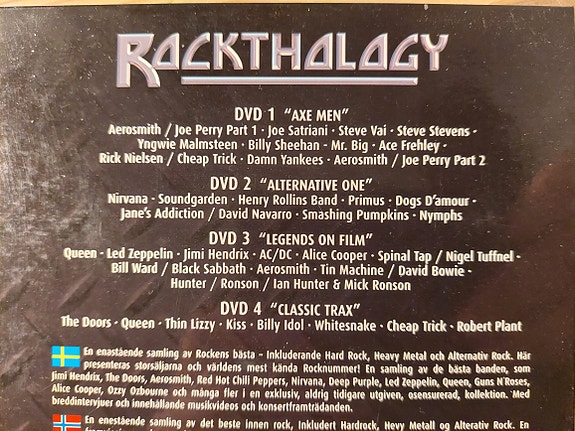 ROCKTHOLOGY
DVD 1 "AXE MEN"
Aerosmith / Joe Perry Part 1 · Joe Satriani · Steve Vai · Steve Stevens ·
Yngwie Malmsteen · Billy Sheehan · Mr. Big · Ace Frehley ·
Rick Nielsen / Cheap Trick · Damn Yankees · Aerosmith / Joe Perry Part 2
DVD 2 "ALTERNATIVE ONE"
Nirvana · Soundgarden · Henry Rollins Band · Primus · Dogs D'amour ·
Jane's Addiction / David Navarro · Smashing Pumpkins · Nymphs
DVD 3 "LEGENDS ON FILM"
Queen · Led Zeppelin · Jimi Hendrix · AC/DC · Alice Cooper · Spinal Tap / Nigel Tuffnel ·
Bill Ward / Black Sabbath · Aerosmith · Tin Machine / David Bowie ·
Hunter / Ronson / Ian Hunter & Mick Ronson
DVD 4 "CLASSIC TRAX"
The Doors · Queen · Thin Lizzy · Kiss · Billy Idol · Whitesnake · Cheap Trick · Robert Plant
En enastående samling av Rockens bästa – Inkluderande Hard Rock, Heavy Metal och Alternativ Rock. Här
presenteras storsäljarna och världens mest kända Rocknummer! En samling av de bästa banden, som
Jimi Hendrix, The Doors, Aerosmith, Red Hot Chili Peppers, Nirvana, Deep Purple, Led Zeppelin, Queen, Guns N'Roses,
Alice Cooper, Ozzy Ozbourne och många fler i en exklusiv, aldrig tidigare utgiven, osensurerad, kollektion. Med
breddintervjuer och innehållande musikvideos och konsertframträdanden.
En enestående samling av det beste innen rock, Inkludert Hardrock, Hevy Metal og Alterativ Rock. En